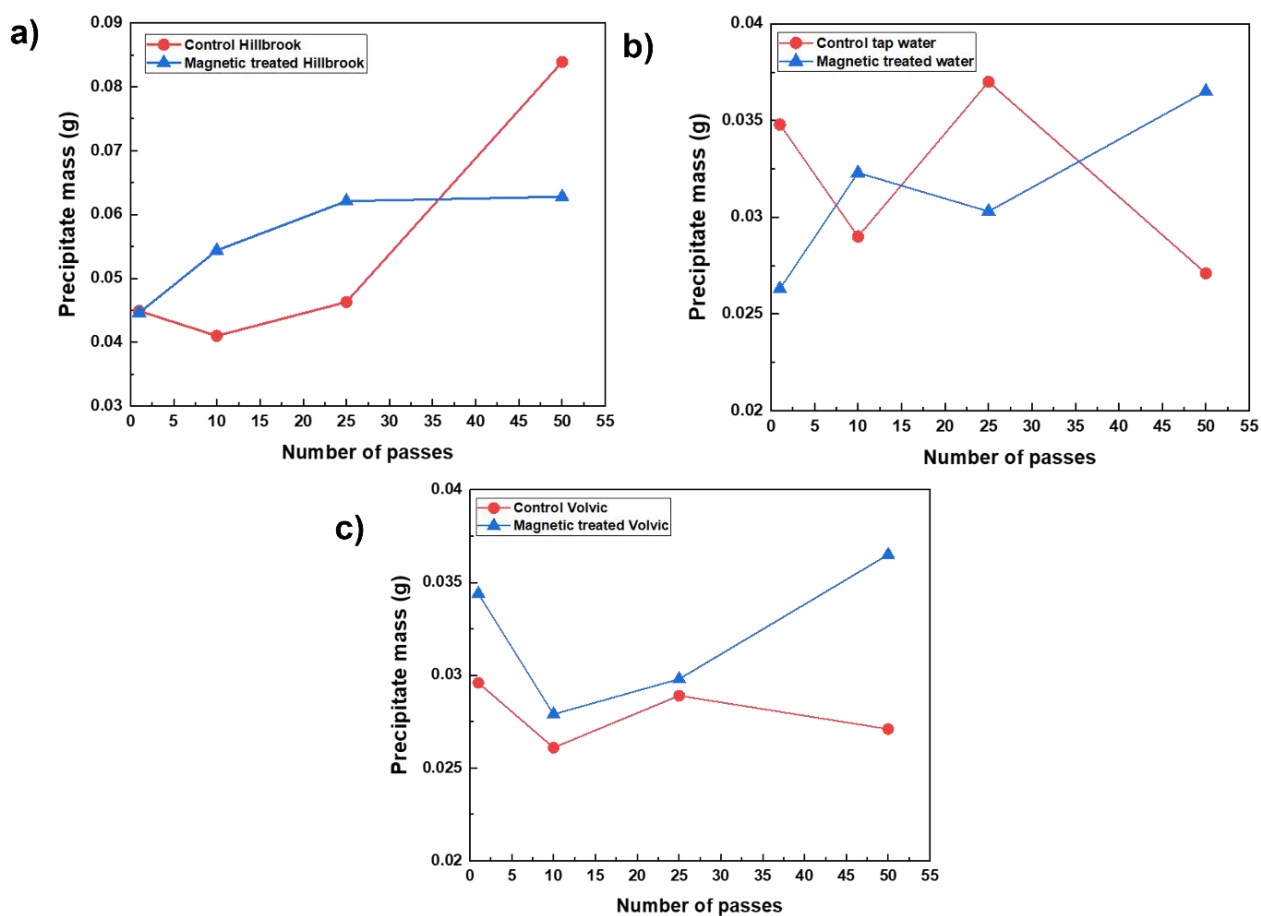 a)
Control Hillbrook
Magnetic treated Hillbrook
Precipitate mass (g)
0.09
0.08
0.07
0.06
0.05
0.04
0.03
0 5 10 15 20 25 30 35 40 45 50 55
Number of passes
b)
Control tap water
Magnetic treated water
Precipitate mass (g)
0.04
0.035
0.03
0.025
0.02
0 5 10 15 20 25 30 35 40 45 50 55
Number of passes
c)
Control Volvic
Magnetic treated Volvic
Precipitate mass (g)
0.04
0.035
0.03
0.025
0.02
0 5 10 15 20 25 30 35 40 45 50 55
Number of passes